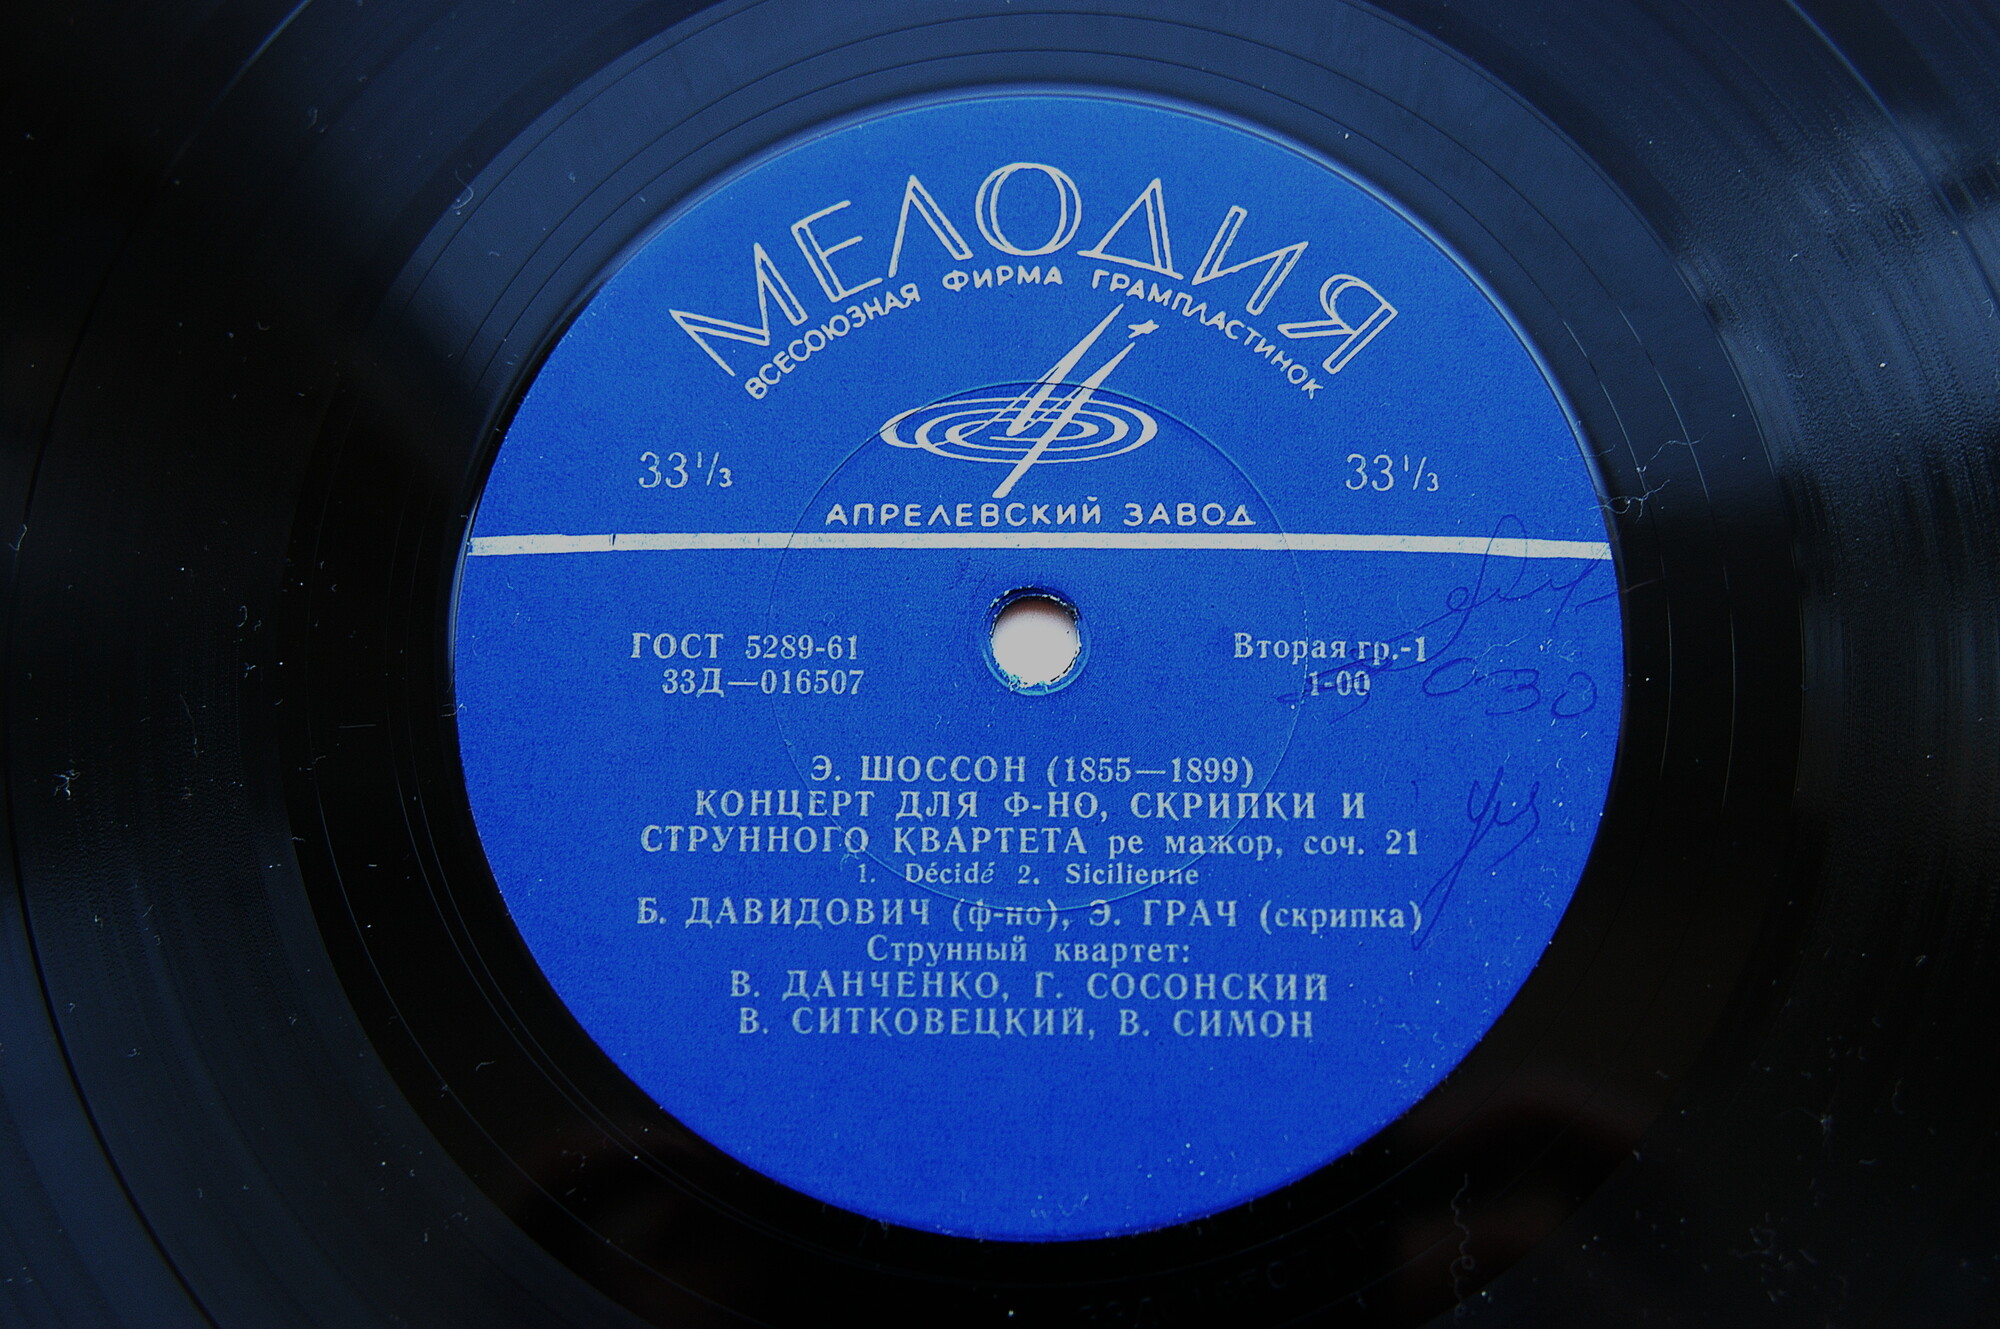 МЕЛОДИЯ
ВСЕСОЮЗНАЯ ФИРМА ГРАМПЛАСТИНОК
33⅓ 33⅓
АПРЕЛЕВСКИЙ ЗАВОД
ГОСТ 5289-61 Вторая гр.-1
33Д—016507 1-00
Э. ШОССОН (1855—1899)
КОНЦЕРТ ДЛЯ Ф-НО, СКРИПКИ И
СТРУННОГО КВАРТЕТА ре мажор, соч. 21
1. Décidé 2. Sicilienne
Б. ДАВИДОВИЧ (ф-но), Э. ГРАЧ (скрипка)
Струнный квартет:
В. ДАНЧЕНКО, Г. СОСОНСКИЙ
В. СИТКОВЕЦКИЙ, В. СИМОН